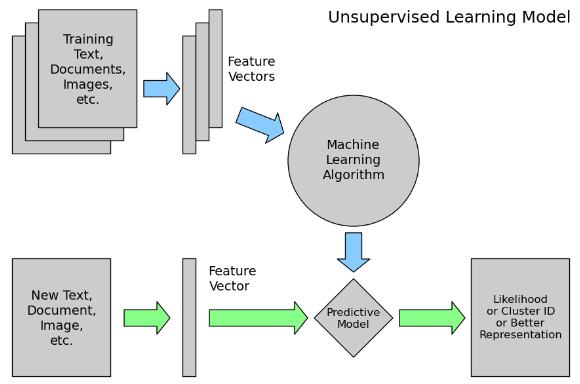 Unsupervised Learning Model
Training
Text,
Documents,
Images,
etc.
Feature
Vectors
Machine
Learning
Algorithm
New Text,
Document,
Image,
etc.
Feature
Vector
Predictive
Model
Likelihood
or Cluster ID
or Better
Representation